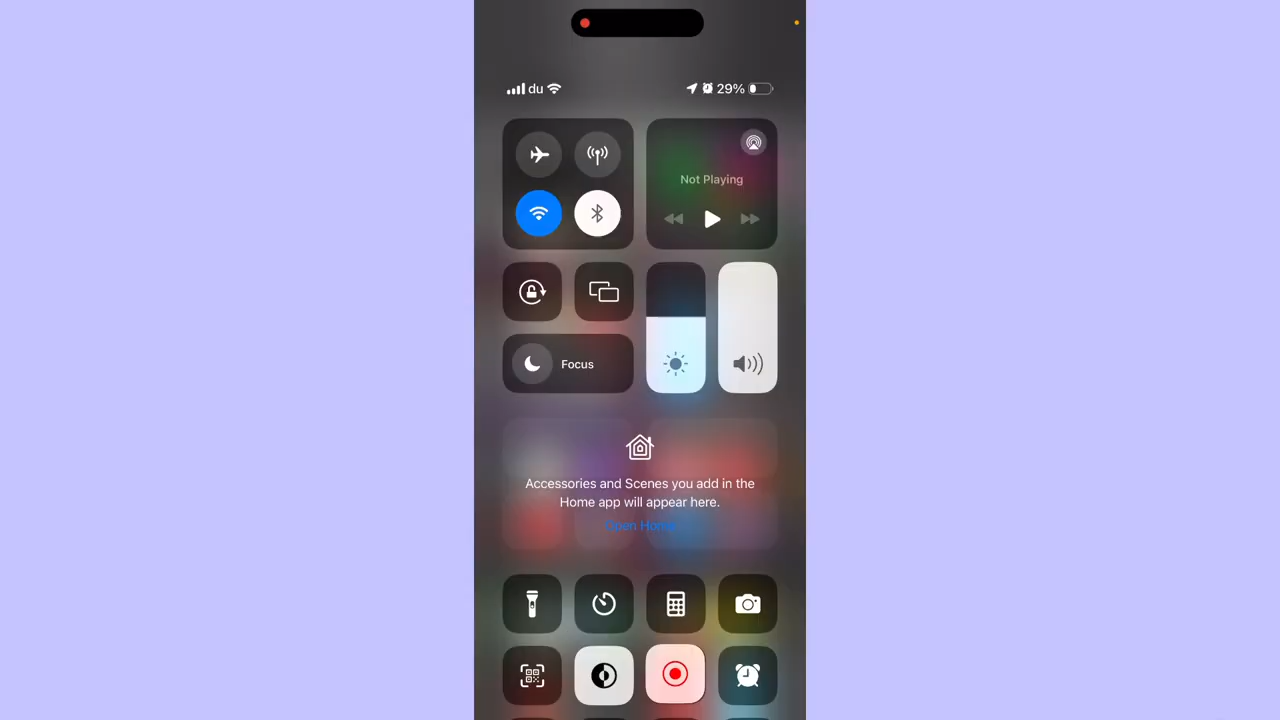 du 29%
Not Playing
Focus
Accessories and Scenes you add in the
Home app will appear here.
Open Home